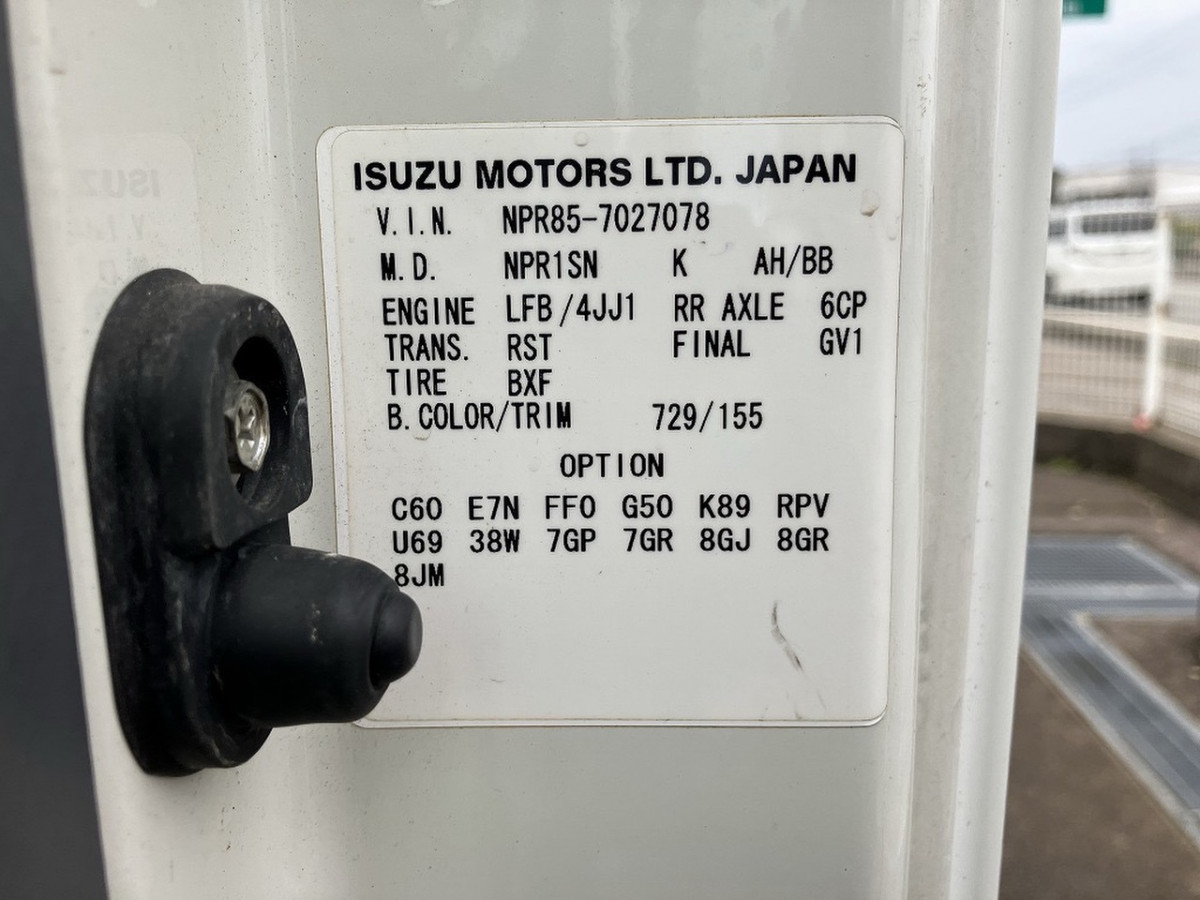 ISUZU MOTORS LTD. JAPAN
V.I.N. NPR85-7027078
M.D. NPR1SN K AH/BB
ENGINE LFB/4JJ1 RR AXLE 6CP
TRANS. RST FINAL GV1
TIRE BXF
B.COLOR/TRIM 729/155
OPTION
C60 E7N FF0 G50 K89 RPV
U69 38W 7GP 7GR 8GJ 8GR
8JM